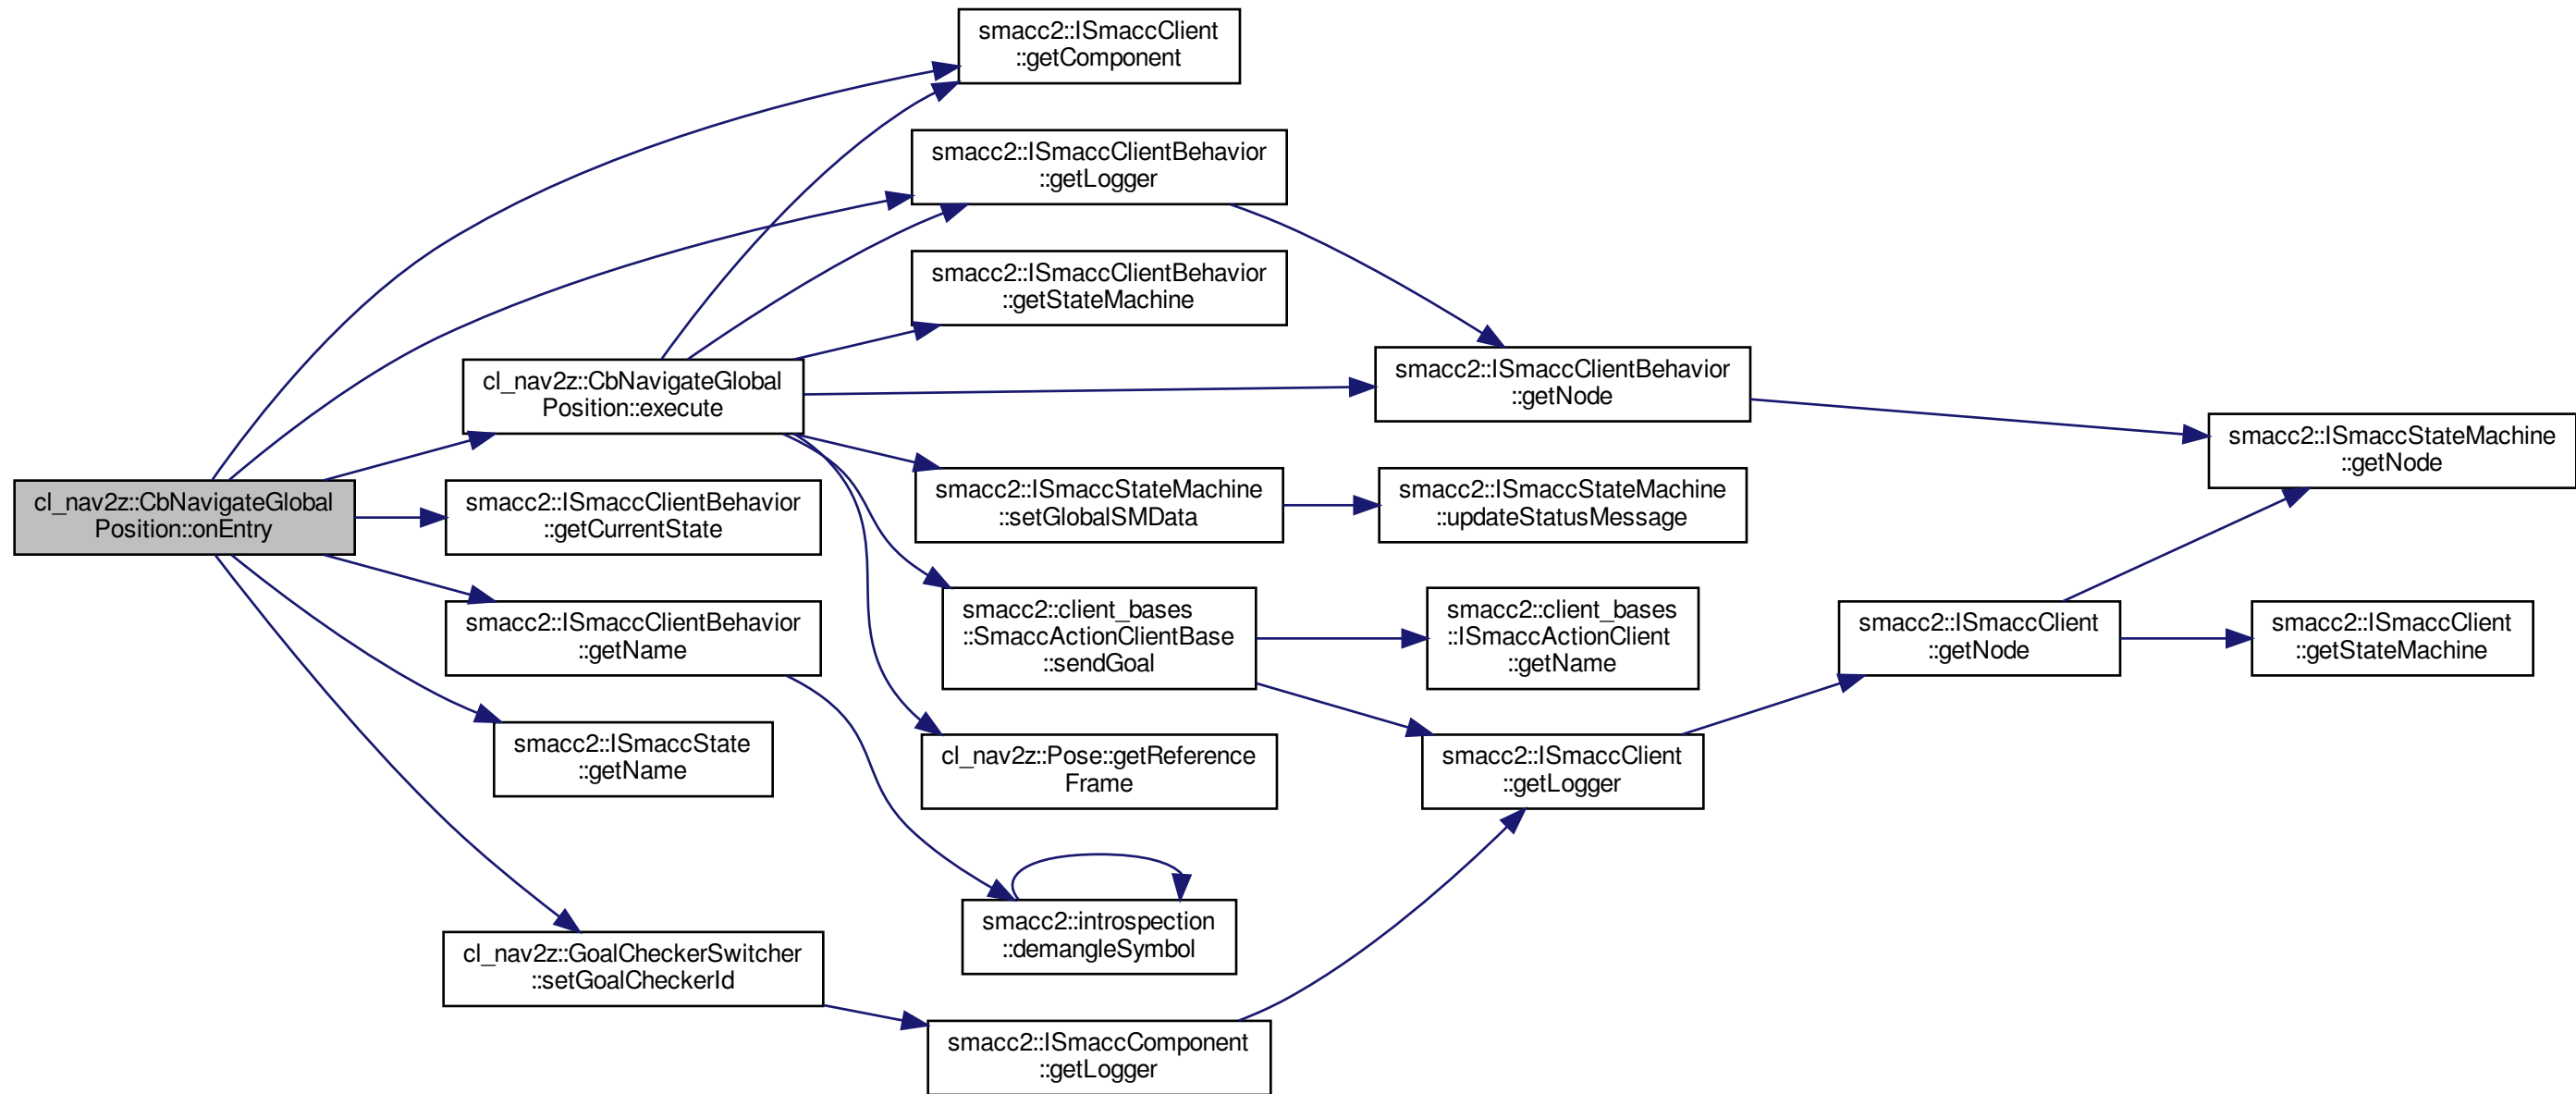 smacc2::ISmaccClient
::getComponent
smacc2::ISmaccClientBehavior
::getLogger
smacc2::ISmaccClientBehavior
::getStateMachine
cl_nav2z::CbNavigateGlobal
Position::execute
smacc2::ISmaccClientBehavior
::getNode
smacc2::ISmaccStateMachine
::getNode
cl_nav2z::CbNavigateGlobal
Position::onEntry
smacc2::ISmaccClientBehavior
::getCurrentState
smacc2::ISmaccStateMachine
::setGlobalSMData
smacc2::ISmaccStateMachine
::updateStatusMessage
smacc2::ISmaccClientBehavior
::getName
smacc2::client_bases
::SmaccActionClientBase
::sendGoal
smacc2::client_bases
::ISmaccActionClient
::getName
smacc2::ISmaccClient
::getNode
smacc2::ISmaccClient
::getStateMachine
smacc2::ISmaccState
::getName
cl_nav2z::Pose::getReference
Frame
smacc2::ISmaccClient
::getLogger
smacc2::introspection
::demangleSymbol
cl_nav2z::GoalCheckerSwitcher
::setGoalCheckerId
smacc2::ISmaccComponent
::getLogger